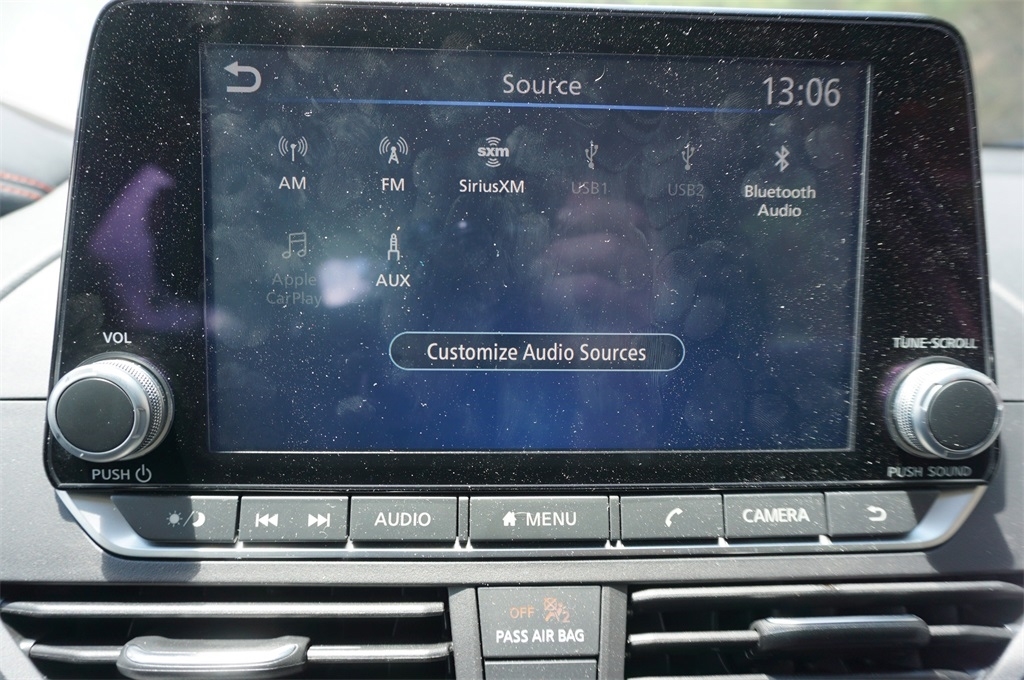 Source
13:06
AM
FM
sxm
SiriusXM
USB1
USB2
Bluetooth
Audio
Apple
CarPlay
AUX
Customize Audio Sources
VOL
PUSH
TUNE·SCROLL
PUSH SOUND
AUDIO
MENU
CAMERA
OFF
2
PASS AIR BAG